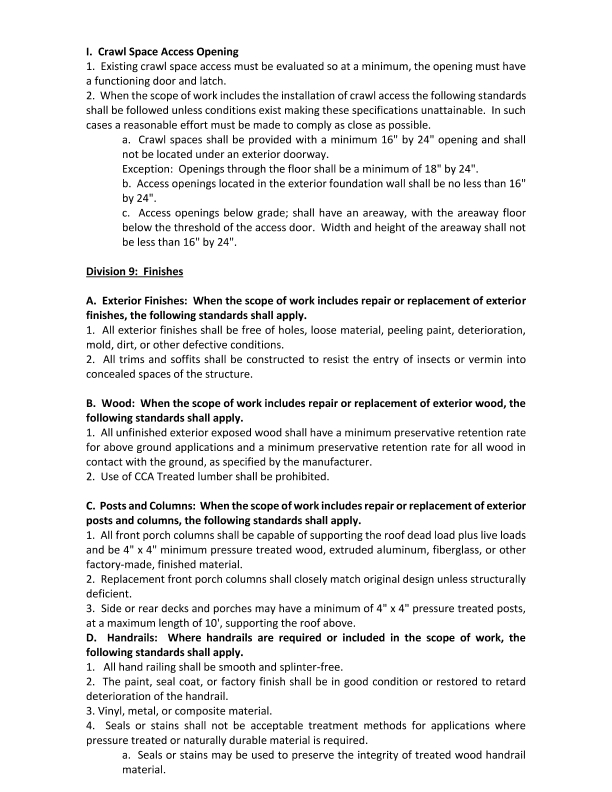 I.  Crawl Space Access Opening
1.  Existing crawl space access must be evaluated so at a minimum, the opening must have
a functioning door and latch.
2.  When the scope of work includes the installation of crawl access the following standards
shall be followed unless conditions exist making these specifications unattainable.  In such
cases a reasonable effort must be made to comply as close as possible.
a.  Crawl spaces shall be provided with a minimum 16" by 24" opening and shall
not be located under an exterior doorway.
Exception:  Openings through the floor shall be a minimum of 18" by 24".
b.  Access openings located in the exterior foundation wall shall be no less than 16"
by 24".
c.  Access openings below grade; shall have an areaway, with the areaway floor
below the threshold of the access door.  Width and height of the areaway shall not
be less than 16" by 24".
Division 9:  Finishes
A.  Exterior Finishes:  When the scope of work includes repair or replacement of exterior
finishes, the following standards shall apply.
1.  All exterior finishes shall be free of holes, loose material, peeling paint, deterioration,
mold, dirt, or other defective conditions.
2.  All trims and soffits shall be constructed to resist the entry of insects or vermin into
concealed spaces of the structure.
B.  Wood:  When the scope of work includes repair or replacement of exterior wood, the
following standards shall apply.
1.  All unfinished exterior exposed wood shall have a minimum preservative retention rate
for above ground applications and a minimum preservative retention rate for all wood in
contact with the ground, as specified by the manufacturer.
2.  Use of CCA Treated lumber shall be prohibited.
C.  Posts and Columns:  When the scope of work includes repair or replacement of exterior
posts and columns, the following standards shall apply.
1.  All front porch columns shall be capable of supporting the roof dead load plus live loads
and be 4" x 4" minimum pressure treated wood, extruded aluminum, fiberglass, or other
factory-made, finished material.
2.  Replacement front porch columns shall closely match original design unless structurally
deficient.
3.  Side or rear decks and porches may have a minimum of 4" x 4" pressure treated posts,
at a maximum length of 10', supporting the roof above.
D.  Handrails:  Where handrails are required or included in the scope of work, the
following standards shall apply.
1.  All hand railing shall be smooth and splinter-free.
2.  The paint, seal coat, or factory finish shall be in good condition or restored to retard
deterioration of the handrail.
3. Vinyl, metal, or composite material.
4.  Seals or stains shall not be acceptable treatment methods for applications where
pressure treated or naturally durable material is required.
a.  Seals or stains may be used to preserve the integrity of treated wood handrail
material.